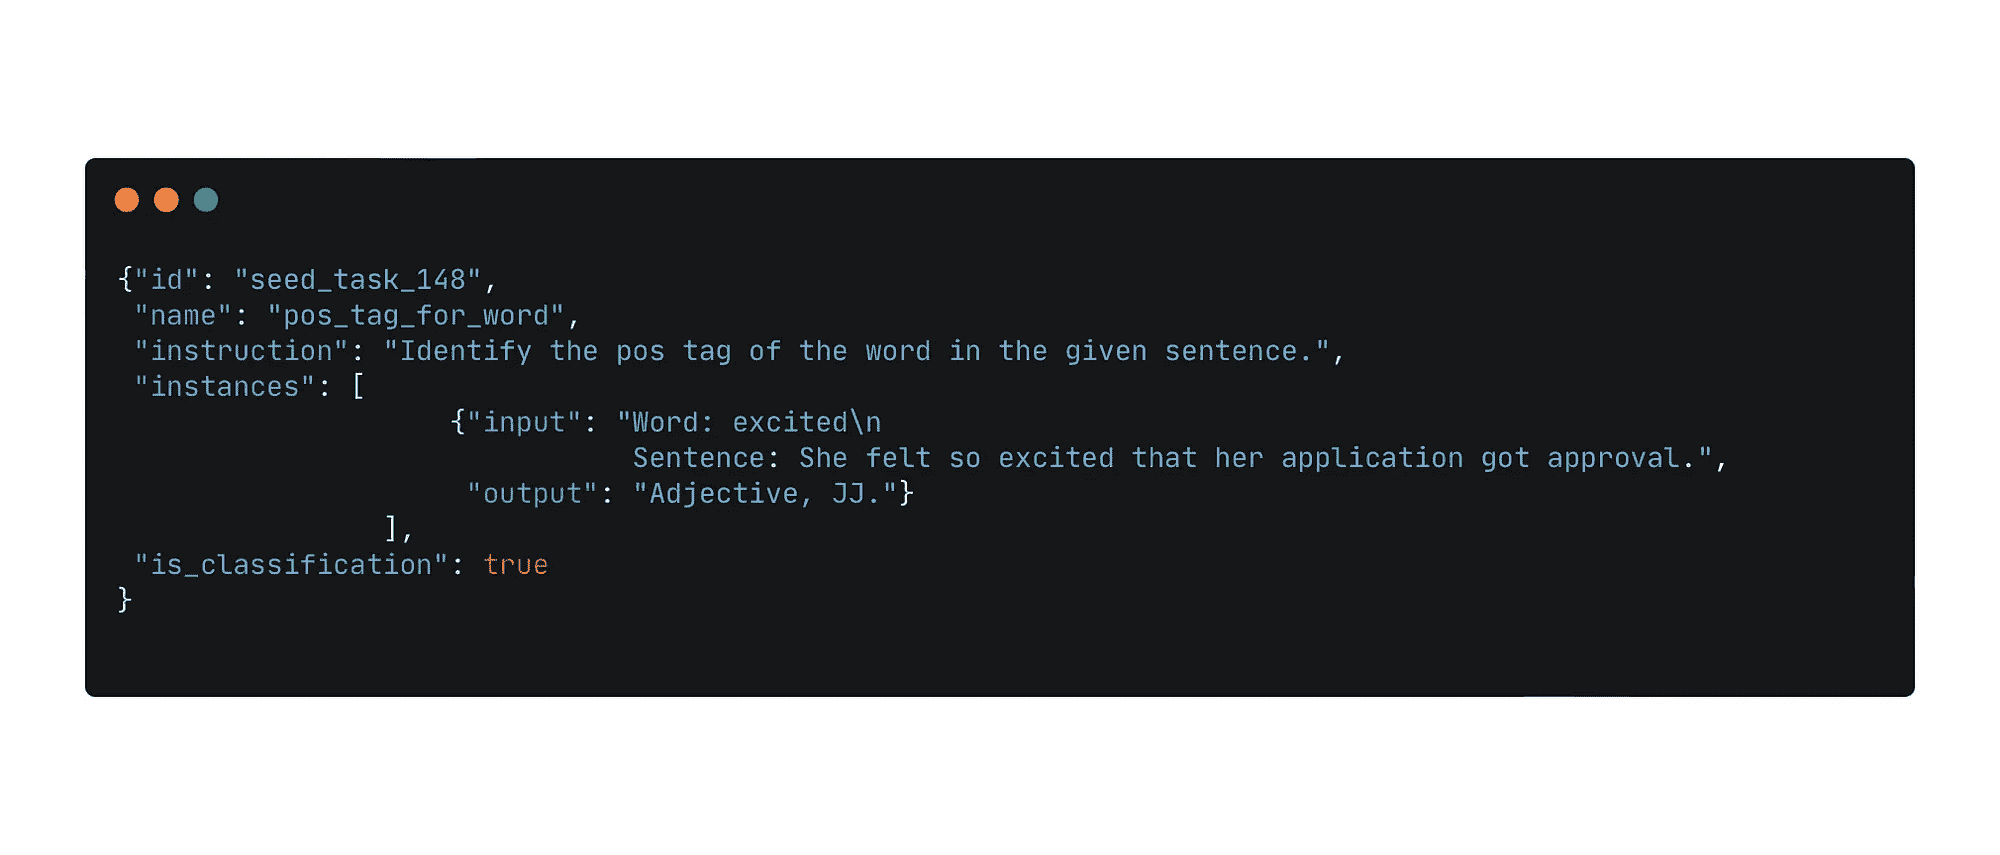 {"id": "seed_task_148",
"name": "pos_tag_for_word",
"instruction": "Identify the pos tag of the word in the given sentence.",
"instances": [
{"input": "Word: excited\n
Sentence: She felt so excited that her application got approval.",
"output": "Adjective, JJ."}
],
"is_classification": true
}